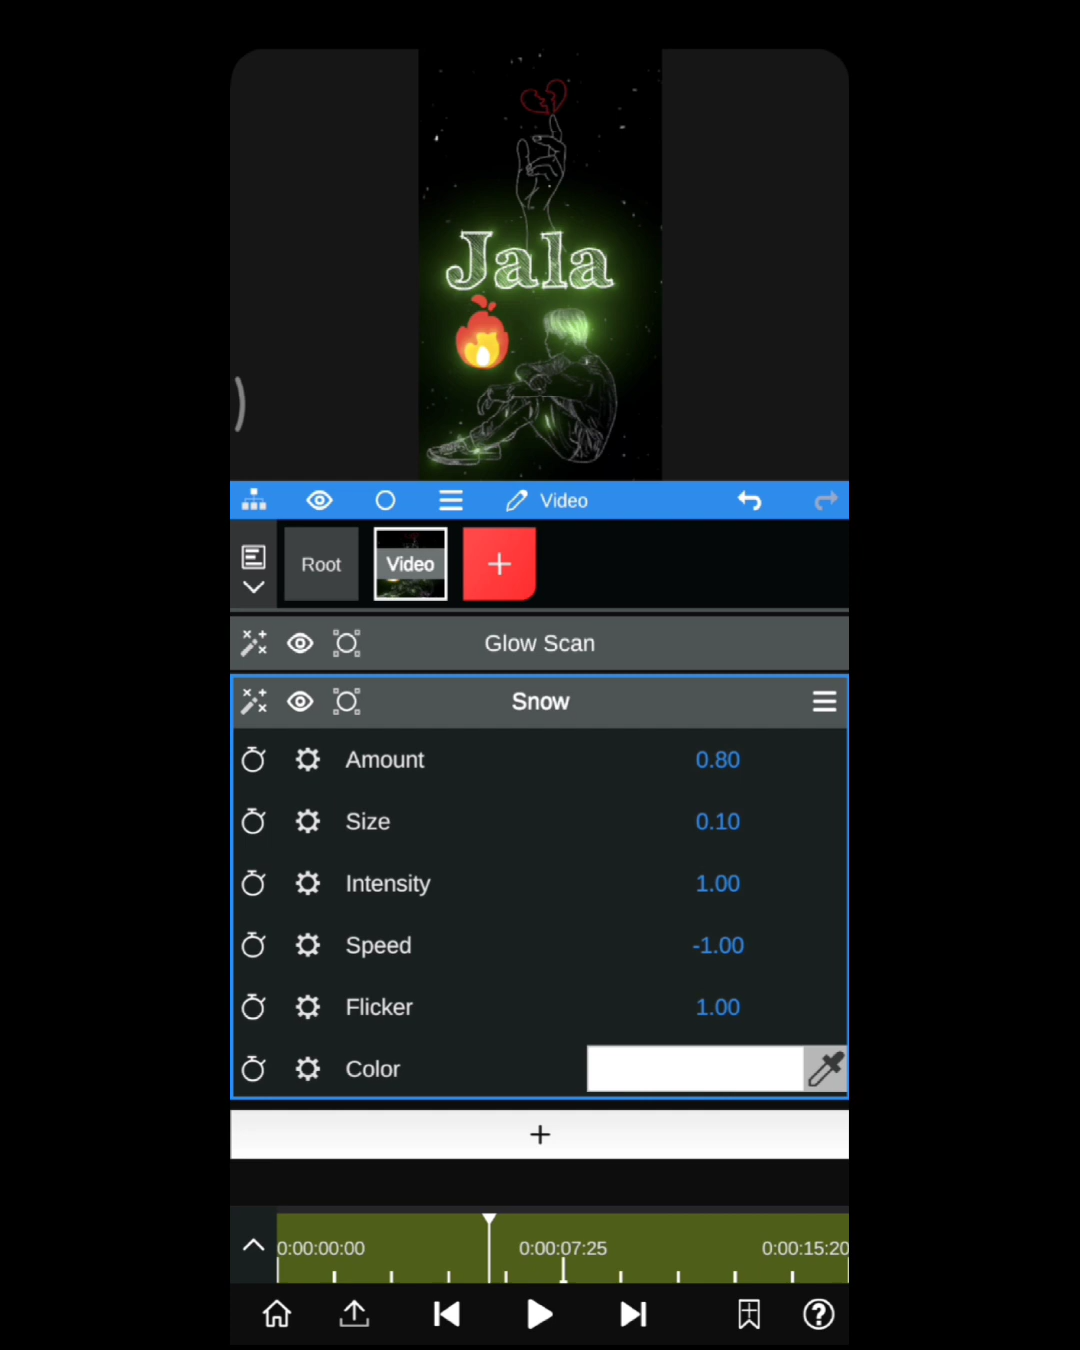 Jala
Video
Root
Video
Glow Scan
Snow
Amount 0.80
Size 0.10
Intensity 1.00
Speed -1.00
Flicker 1.00
Color
0:00:00:00 0:00:07:25 0:00:15:20